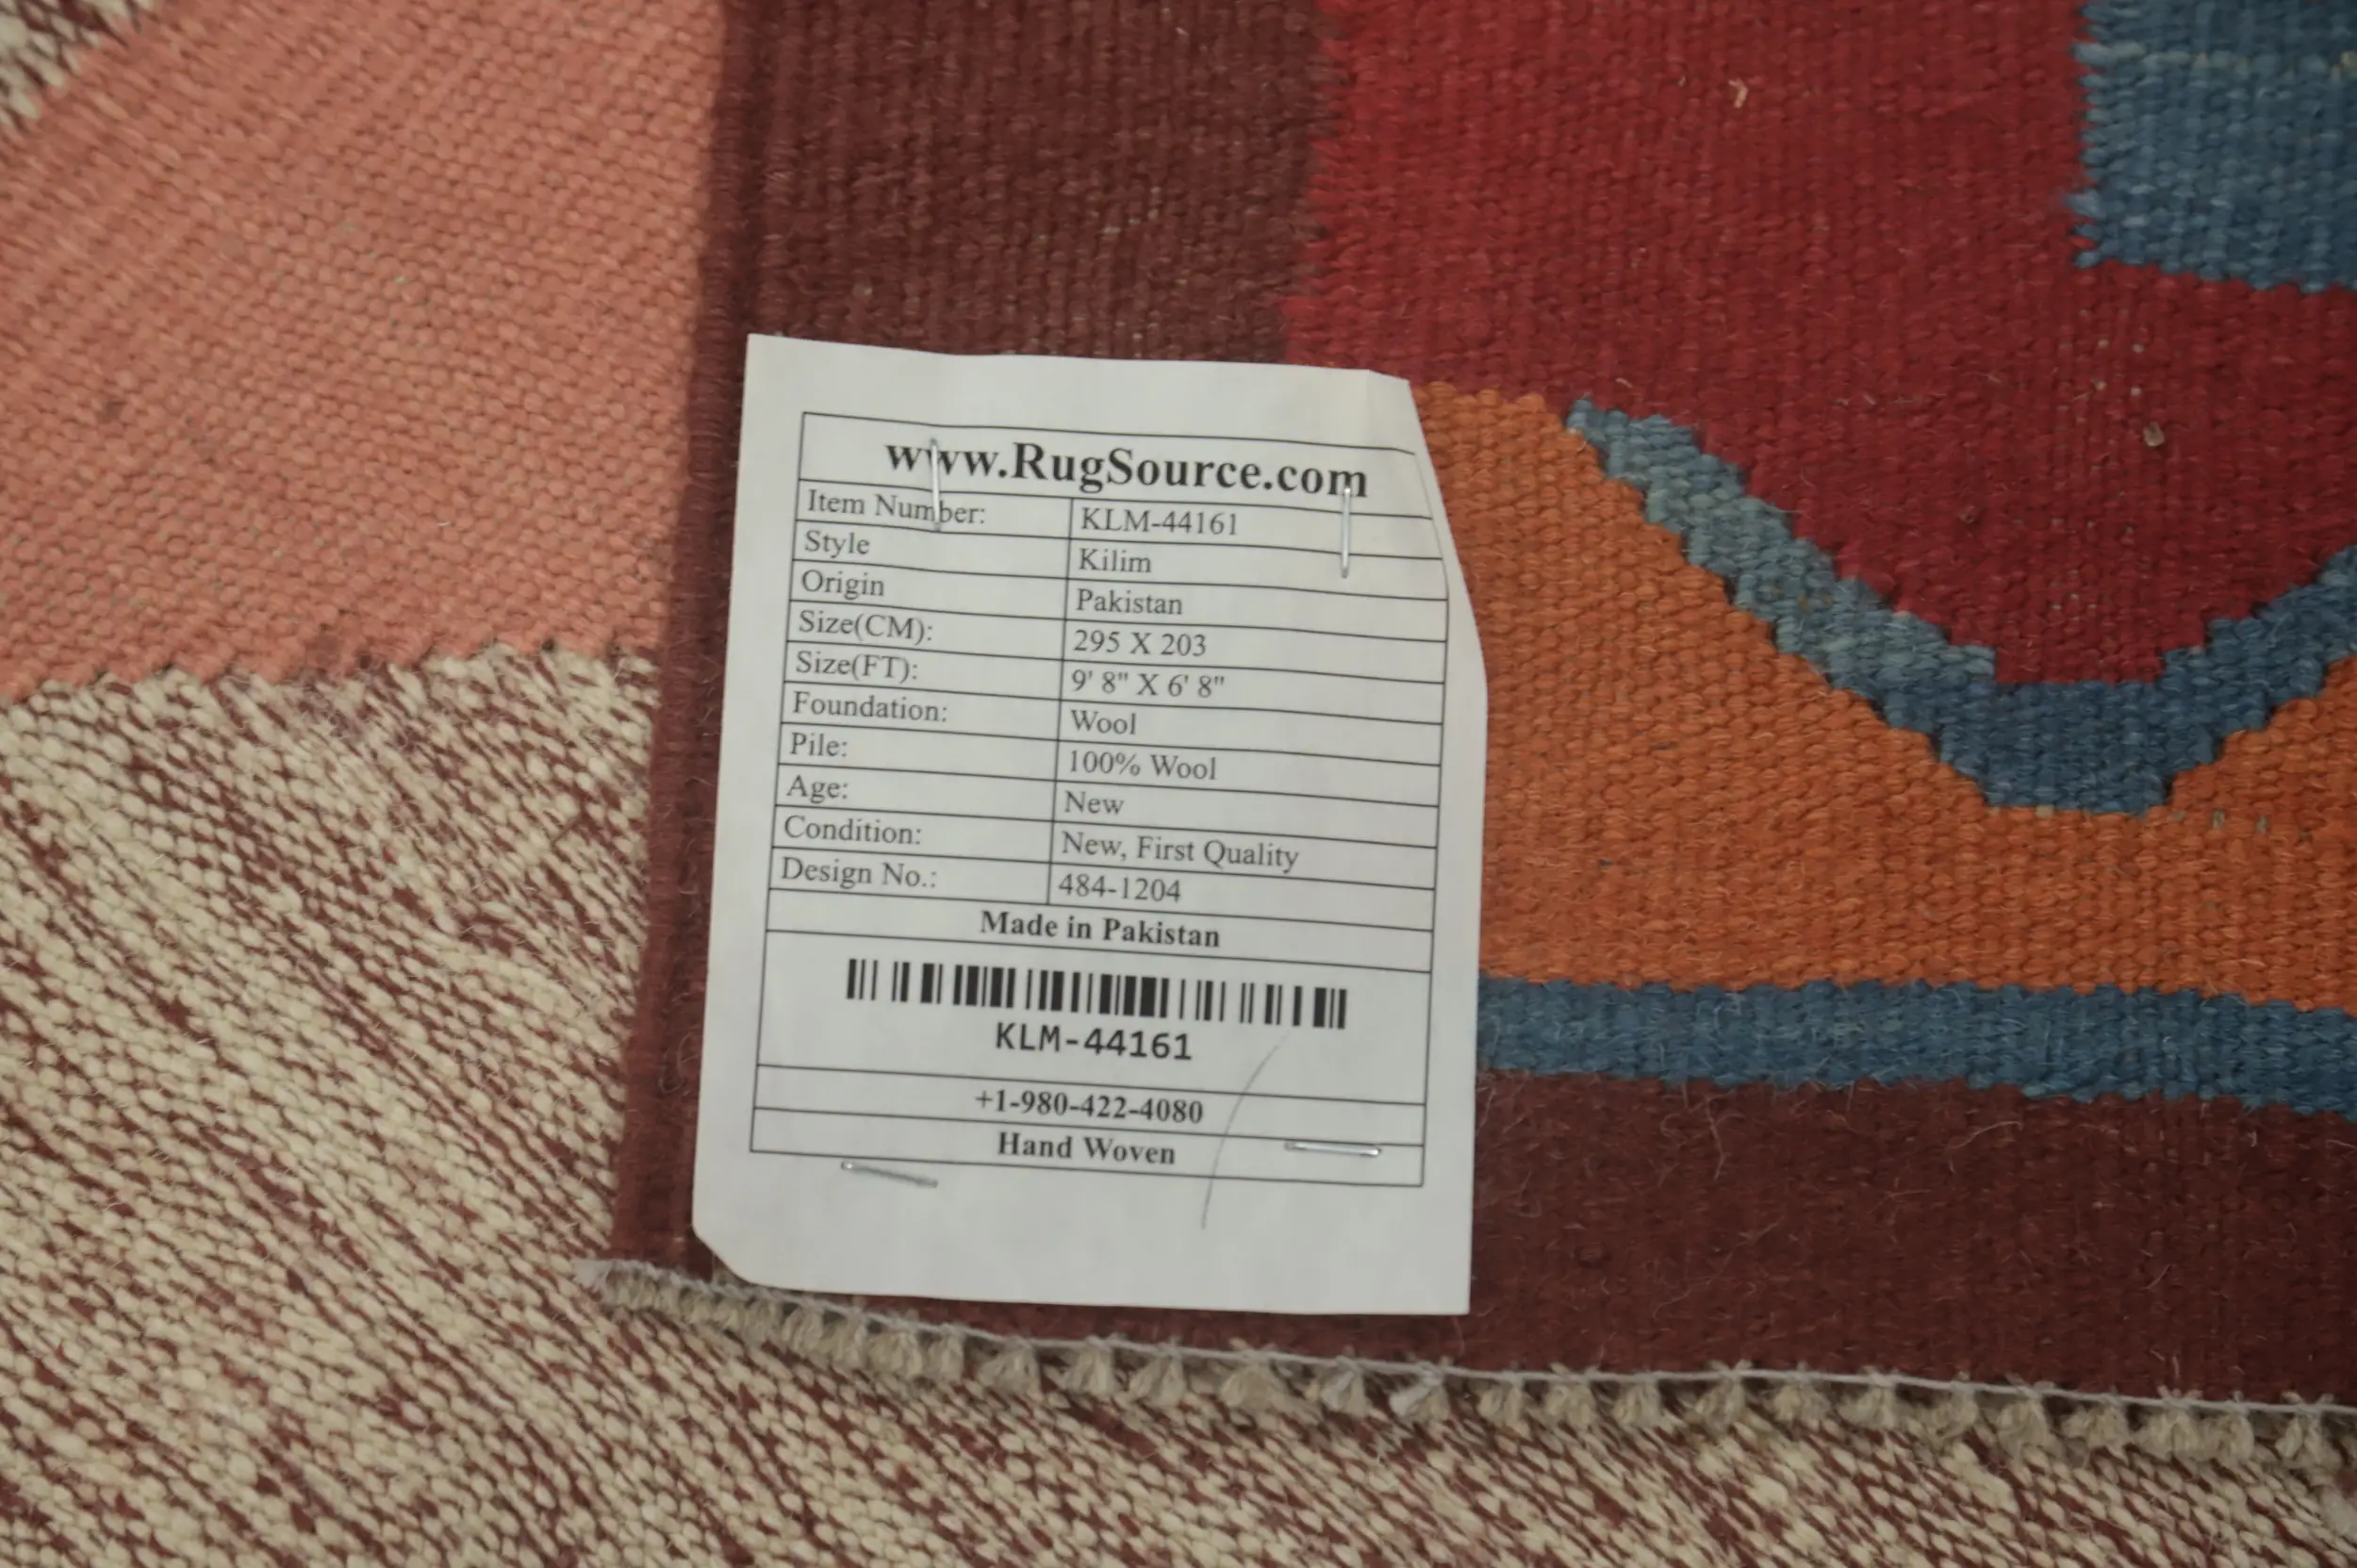 www.RugSource.com
Item Number: KLM-44161
Style Kilim
Origin Pakistan
Size(CM): 295 X 203
Size(FT): 9' 8" X 6' 8"
Foundation: Wool
Pile: 100% Wool
Age: New
Condition: New, First Quality
Design No.: 484-1204
Made in Pakistan
KLM-44161
+1-980-422-4080
Hand Woven